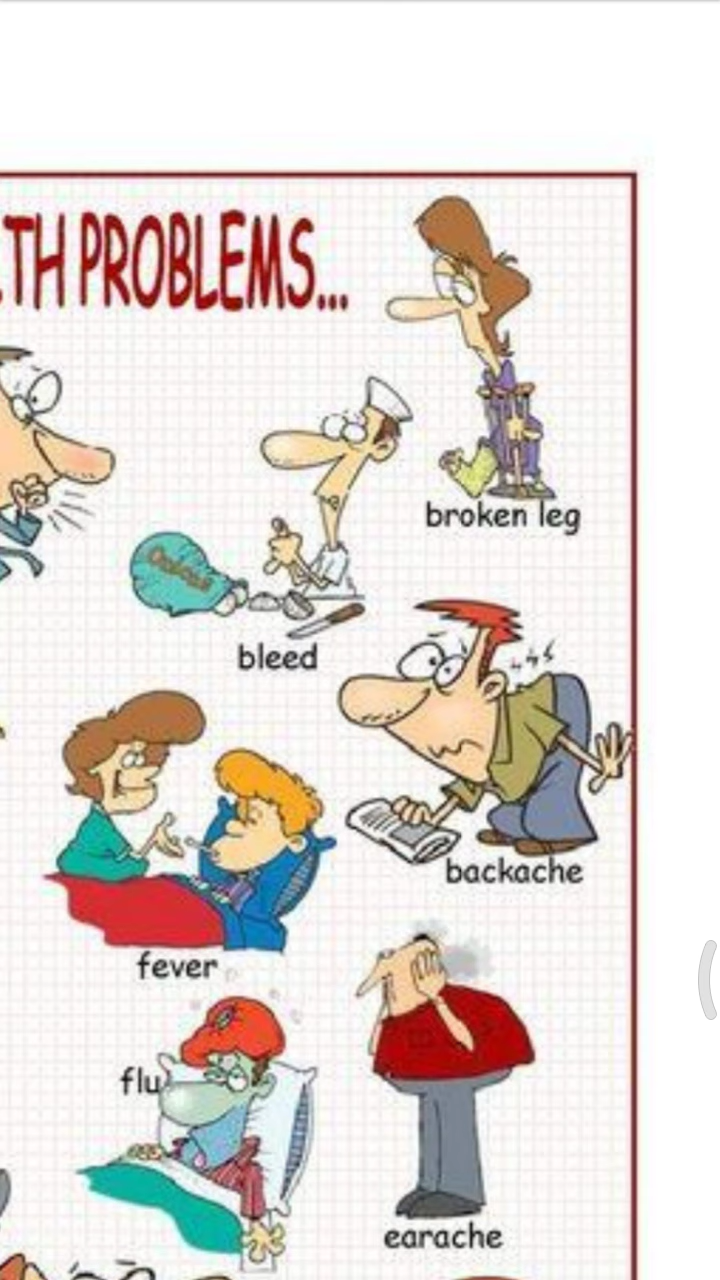 TH PROBLEMS...
broken leg
bleed
backache
fever
flu
earache